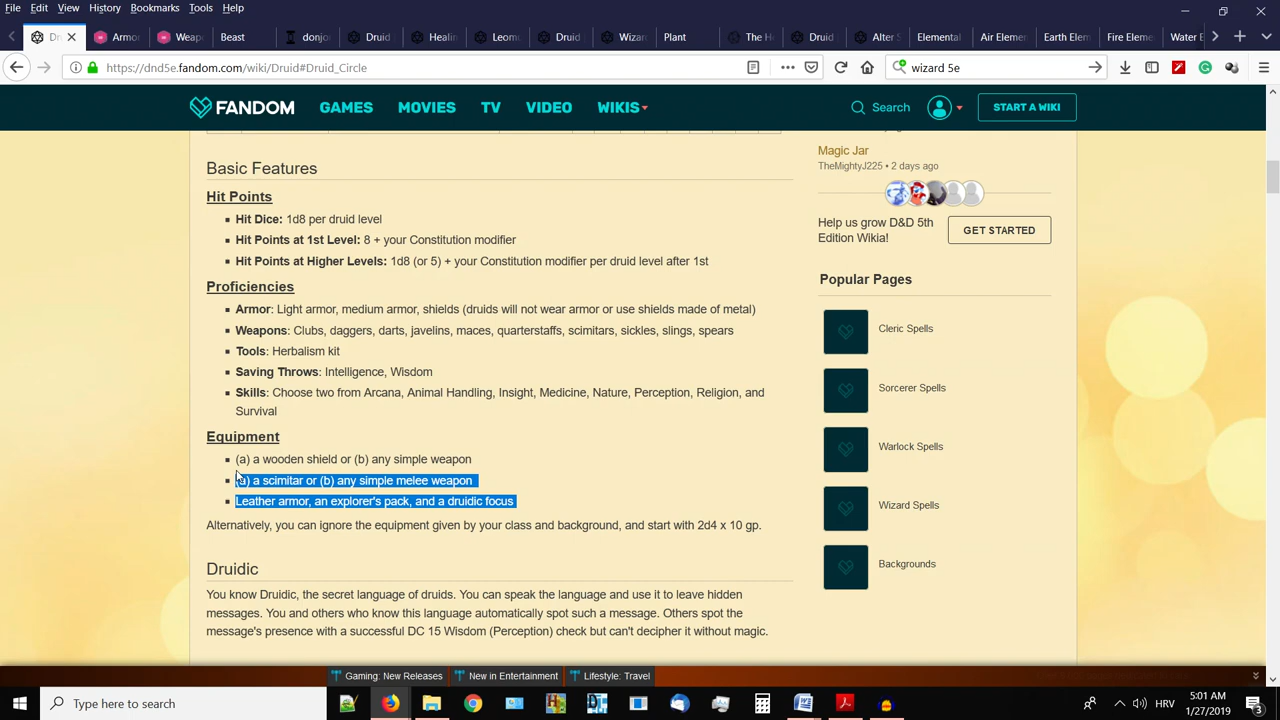 File Edit View History Bookmarks Tools Help
Dr Armor Weap Beast donjo Druid Healin Leomu Druid Wizar Plant The H Druid Alter S Elemental Air Elemen Earth Elem Fire Eleme Water E
https://dnd5e.fandom.com/wiki/Druid#Druid_Circle wizard 5e
FANDOM GAMES MOVIES TV VIDEO WIKIS Search START A WIKI
Magic Jar
TheMightyJ225 • 2 days ago
Help us grow D&D 5th
Edition Wikia!
GET STARTED
Popular Pages
Cleric Spells
Sorcerer Spells
Warlock Spells
Wizard Spells
Backgrounds
Basic Features
Hit Points
Hit Dice: 1d8 per druid level
Hit Points at 1st Level: 8 + your Constitution modifier
Hit Points at Higher Levels: 1d8 (or 5) + your Constitution modifier per druid level after 1st
Proficiencies
Armor: Light armor, medium armor, shields (druids will not wear armor or use shields made of metal)
Weapons: Clubs, daggers, darts, javelins, maces, quarterstaffs, scimitars, sickles, slings, spears
Tools: Herbalism kit
Saving Throws: Intelligence, Wisdom
Skills: Choose two from Arcana, Animal Handling, Insight, Medicine, Nature, Perception, Religion, and
Survival
Equipment
(a) a wooden shield or (b) any simple weapon
(a) a scimitar or (b) any simple melee weapon
Leather armor, an explorer's pack, and a druidic focus
Alternatively, you can ignore the equipment given by your class and background, and start with 2d4 x 10 gp.
Druidic
You know Druidic, the secret language of druids. You can speak the language and use it to leave hidden
messages. You and others who know this language automatically spot such a message. Others spot the
message's presence with a successful DC 15 Wisdom (Perception) check but can't decipher it without magic.
Gaming: New Releases New in Entertainment Lifestyle: Travel
Type here to search
HRV
5:01 AM
1/27/2019
3